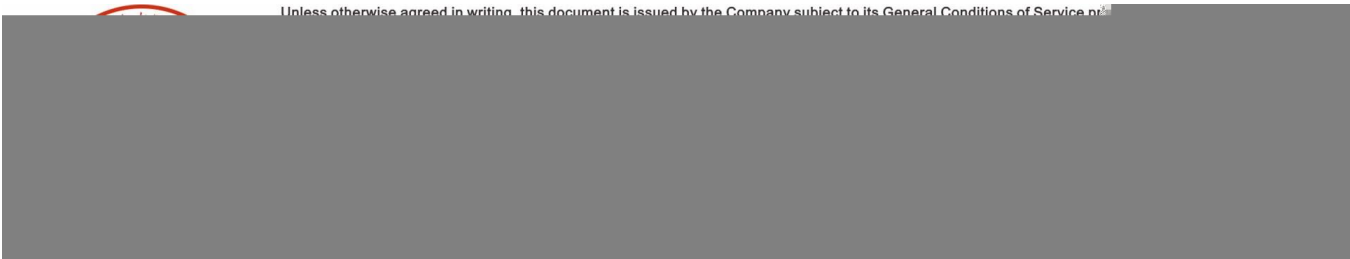 Unless otherwise agreed in writing, this document is issued by the Company subject to its General Conditions of Service